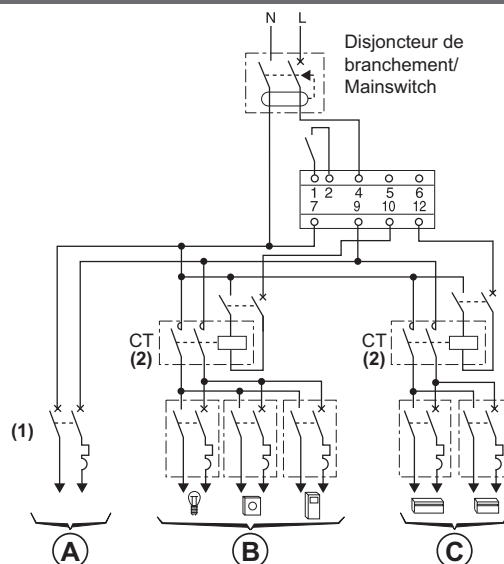 N L
Disjoncteur de
branchement/
Mainswitch
1 2 4 5 6
7 9 10 12
CT
(2)
CT
(2)
(1)
A B C